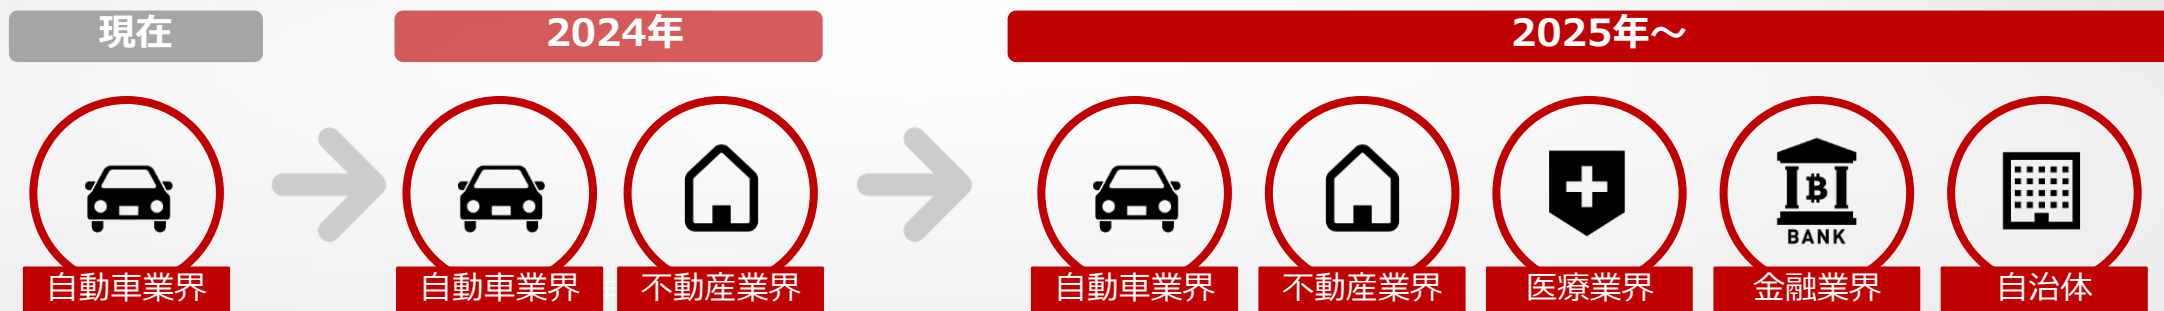 現在
2024年
2025年～
BANK
自動車業界
自動車業界
不動産業界
自動車業界
不動産業界
医療業界
金融業界
自治体